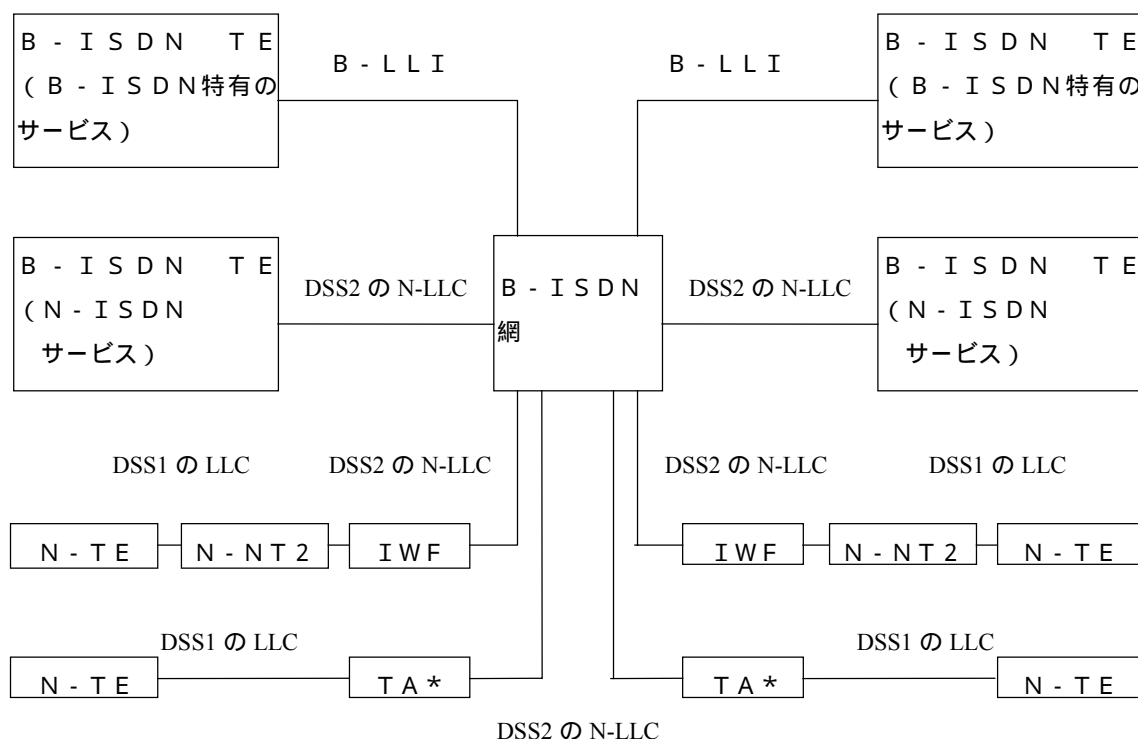 Ｂ-ＩＳＤＮ　ＴＥ
（Ｂ-ＩＳＤＮ特有の
サービス）
Ｂ-ＬＬＩ
Ｂ-ＬＬＩ
Ｂ-ＩＳＤＮ　ＴＥ
（Ｂ-ＩＳＤＮ特有の
サービス）
Ｂ-ＩＳＤＮ　ＴＥ
（Ｎ-ＩＳＤＮ
サービス）
DSS2 の N-LLC
Ｂ-ＩＳＤＮ
網
DSS2 の N-LLC
Ｂ-ＩＳＤＮ　ＴＥ
（Ｎ-ＩＳＤＮ
サービス）
DSS1 の LLC
DSS2 の N-LLC
DSS2 の N-LLC
DSS1 の LLC
Ｎ-ＴＥ
Ｎ-ＮＴ２
ＩＷＦ
ＩＷＦ
Ｎ-ＮＴ２
Ｎ-ＴＥ
DSS1 の LLC
DSS1 の LLC
Ｎ-ＴＥ
ＴＡ＊
ＴＡ＊
Ｎ-ＴＥ
DSS2 の N-LLC